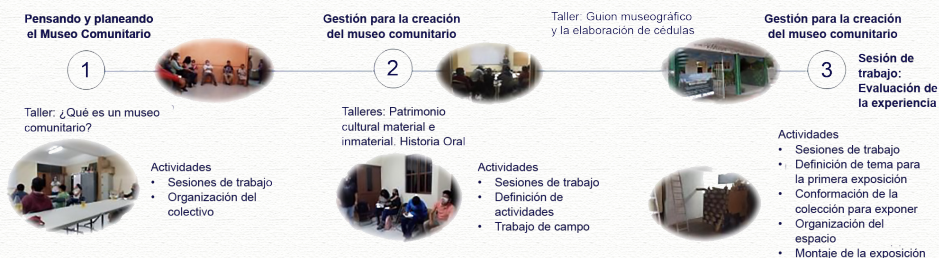 Pensando y planeando
el Museo Comunitario
1
Taller: ¿Qué es un museo
comunitario?
Actividades
• Sesiones de trabajo
• Organización del
colectivo
Gestión para la creación
del museo comunitario
2
Talleres: Patrimonio
cultural material e
inmaterial. Historia Oral
Actividades
• Sesiones de trabajo
• Definición de
actividades
• Trabajo de campo
Taller: Guion museográfico
y la elaboración de cédulas
Gestión para la creación
del museo comunitario
3
Sesión de
trabajo:
Evaluación de
la experiencia
Actividades
• Sesiones de trabajo
• Definición de tema para
la primera exposición
• Conformación de la
colección para exponer
• Organización del
espacio
• Montaje de la exposición